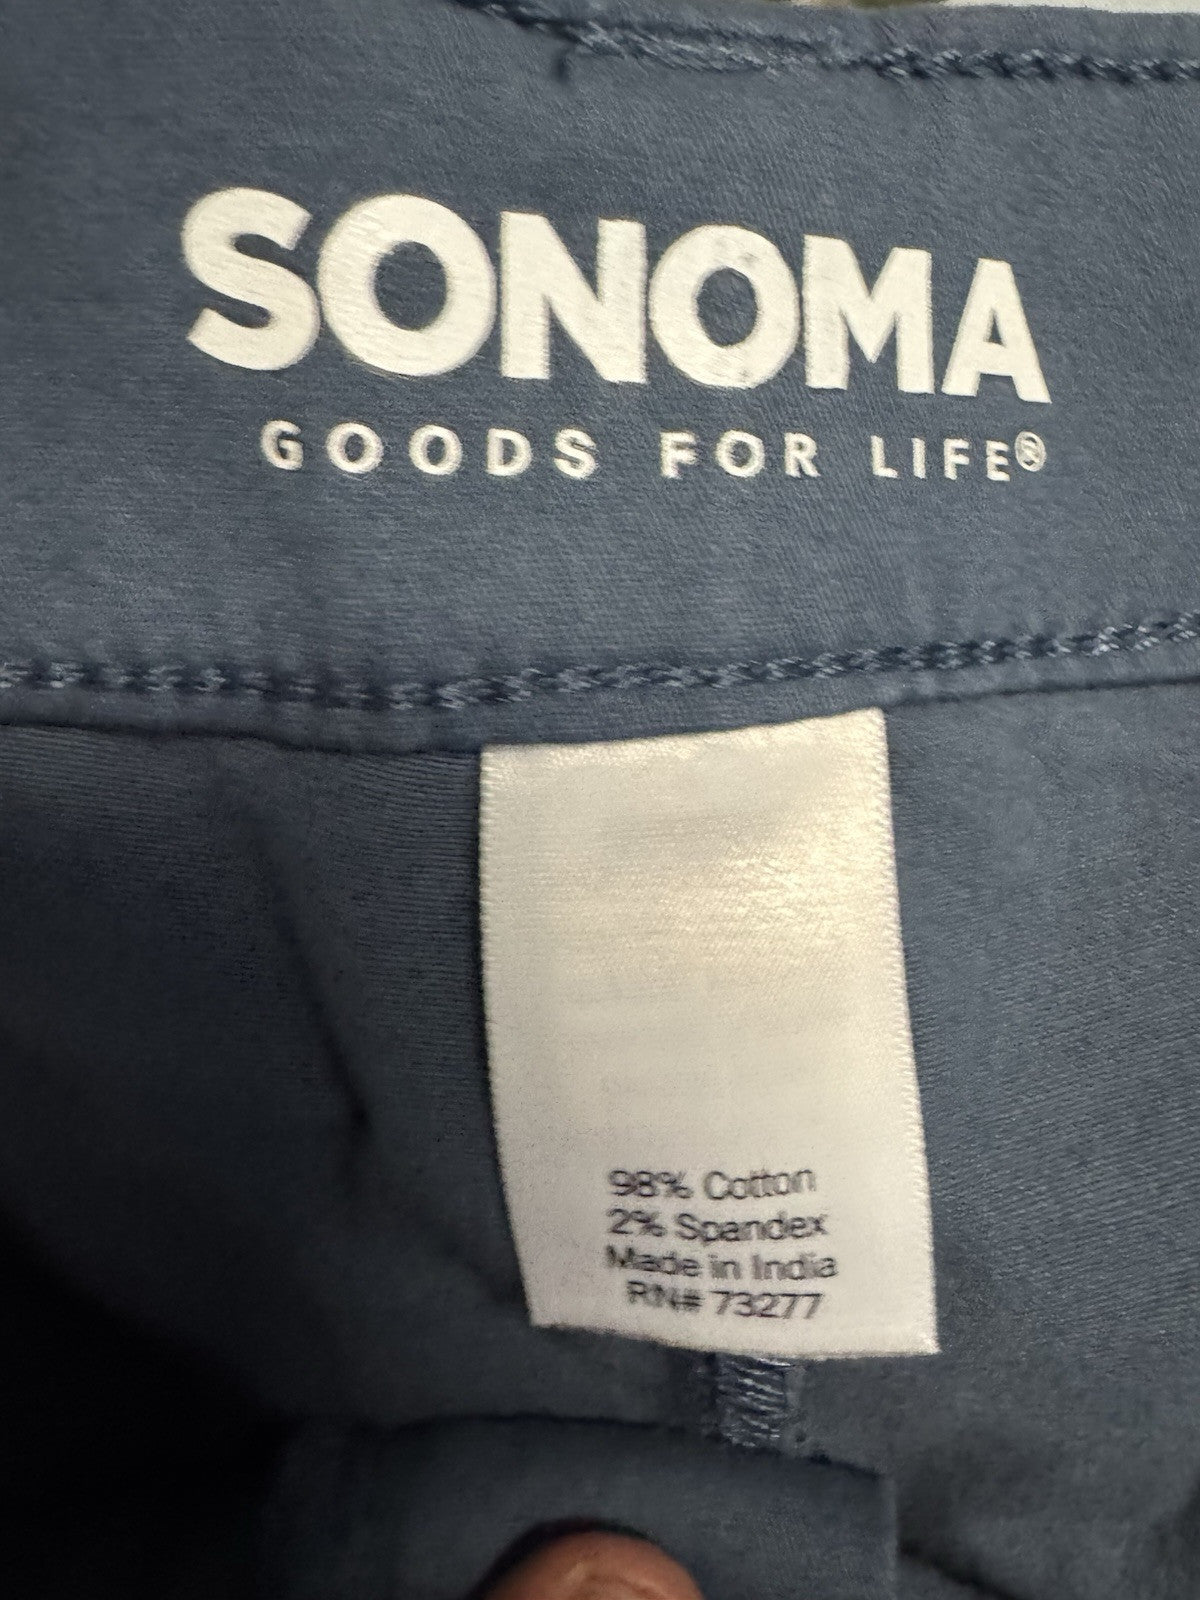 SONOMA
GOODS FOR LIFE®
98% Cotton
2% Spandex
Made in India
RN# 73277